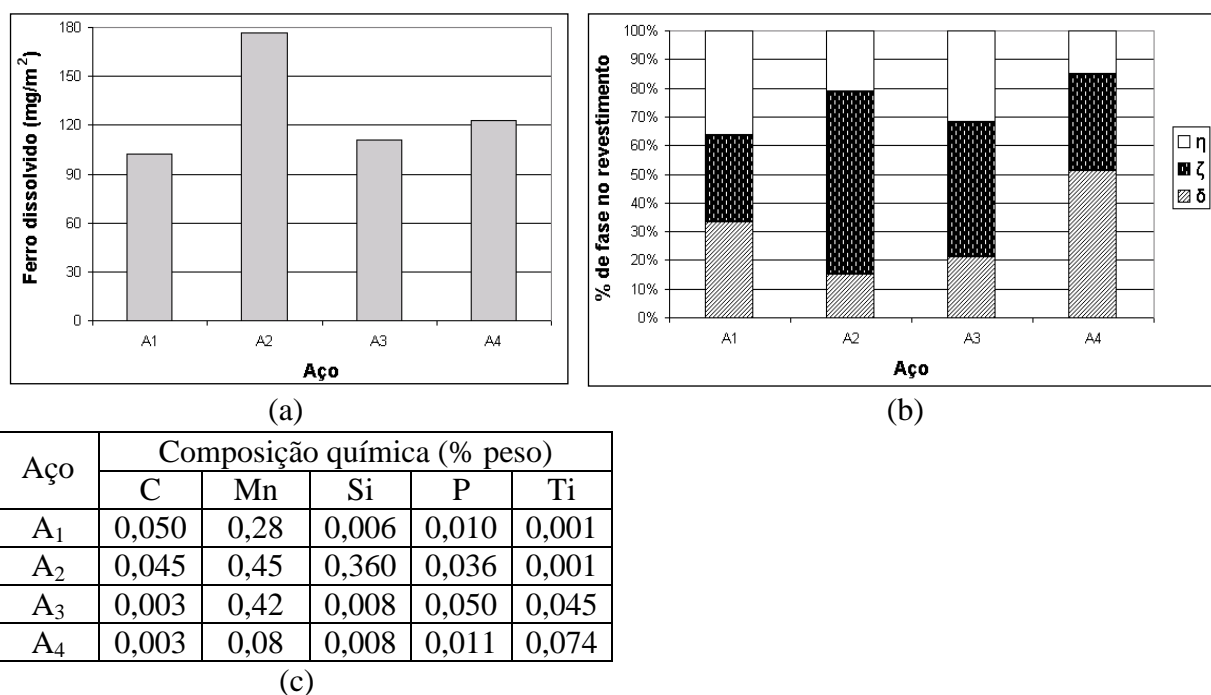 Ferro dissolvido (mg/m²)
180
150
120
90
60
30
0
A1 A2 A3 A4
Aço
(a)
% de fase no revestimento
100%
90%
80%
70%
60%
50%
40%
30%
20%
10%
0%
A1 A2 A3 A4
Aço
η
ζ
δ
(b)
Aço Composição química (% peso)
C Mn Si P Ti
A₁ 0,050 0,28 0,006 0,010 0,001
A₂ 0,045 0,45 0,360 0,036 0,001
A₃ 0,003 0,42 0,008 0,050 0,045
A₄ 0,003 0,08 0,008 0,011 0,074
(c)